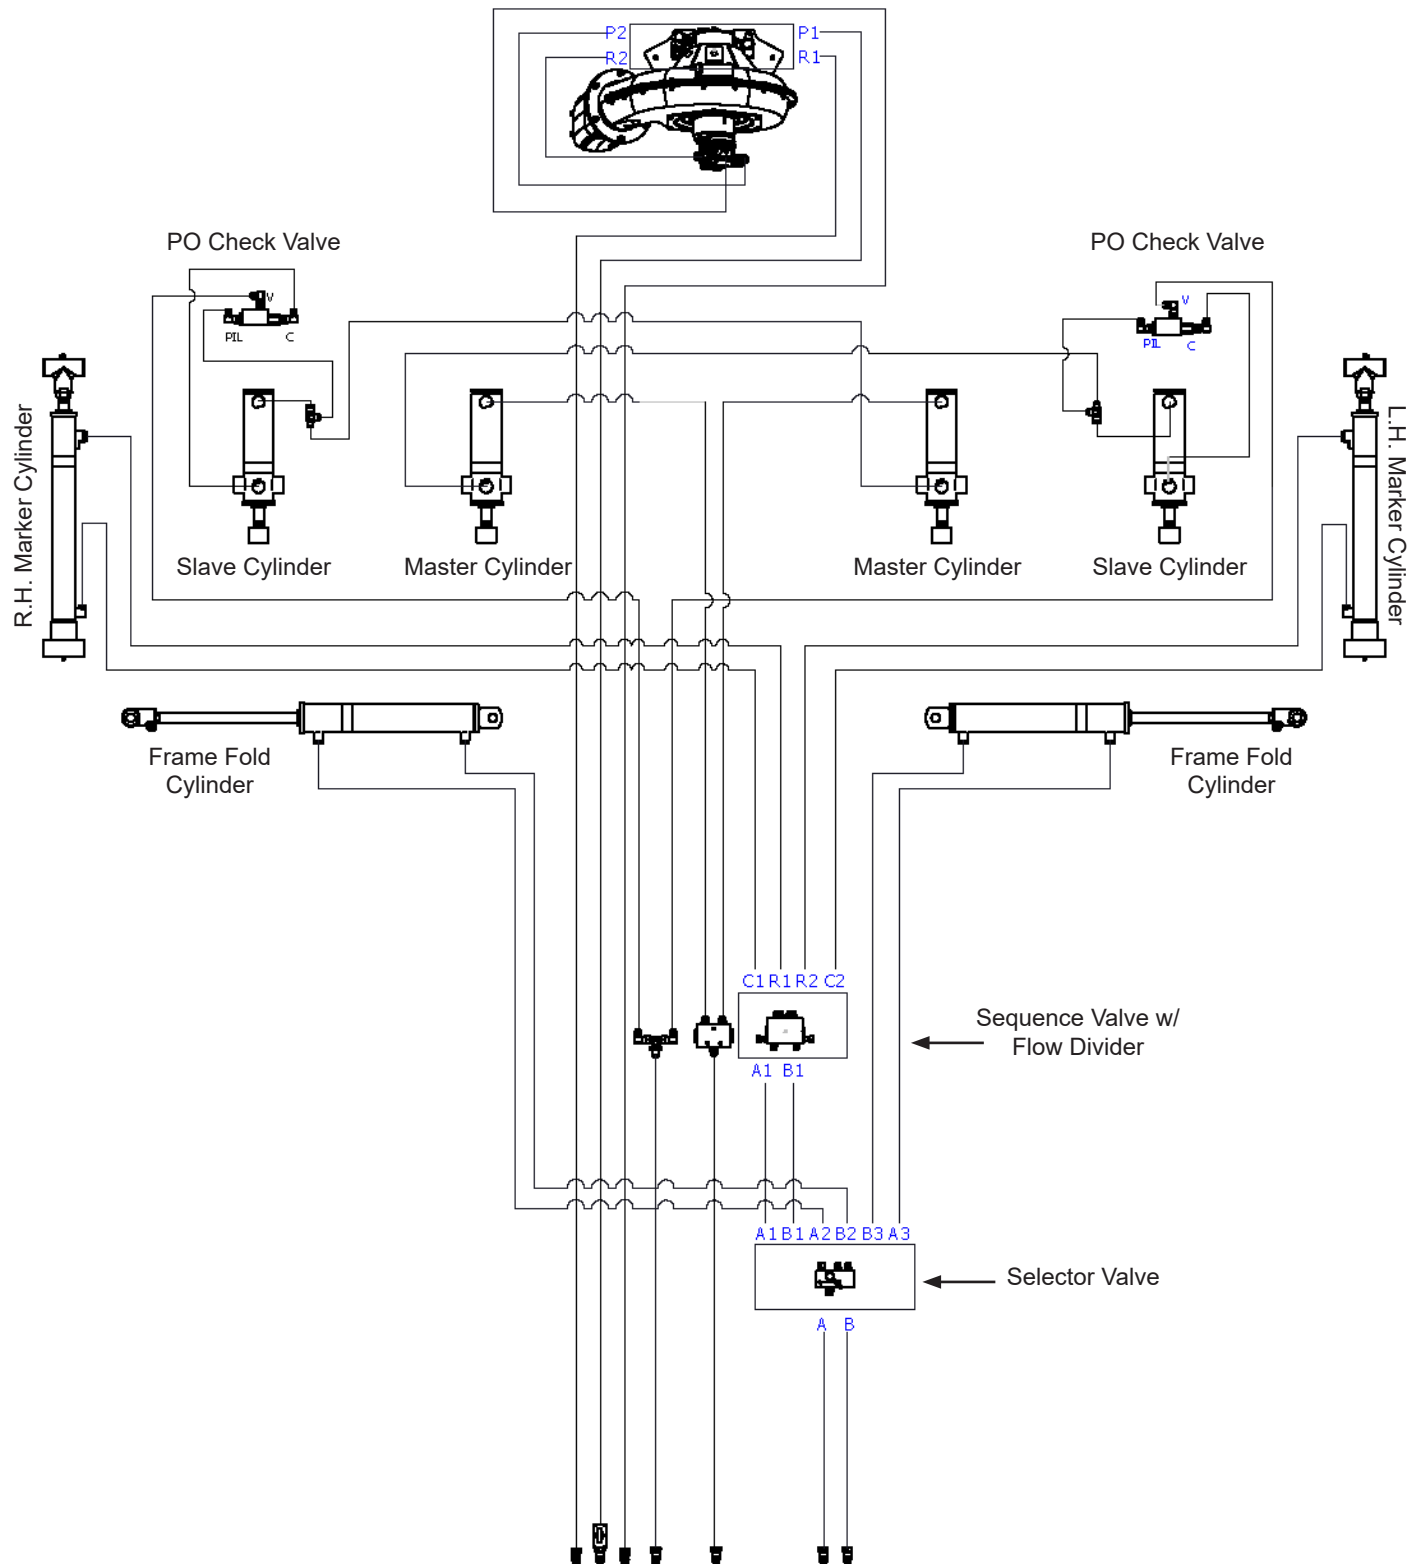 P2
P1
R2
R1
PO Check Valve
PO Check Valve
V
PIL
C
V
PIL
C
R.H. Marker Cylinder
L.H. Marker Cylinder
Slave Cylinder
Master Cylinder
Master Cylinder
Slave Cylinder
Frame Fold
Cylinder
Frame Fold
Cylinder
C1 R1 R2 C2
Sequence Valve w/
Flow Divider
A1 B1
A1 B1 A2 B2 B3 A3
Selector Valve
A B